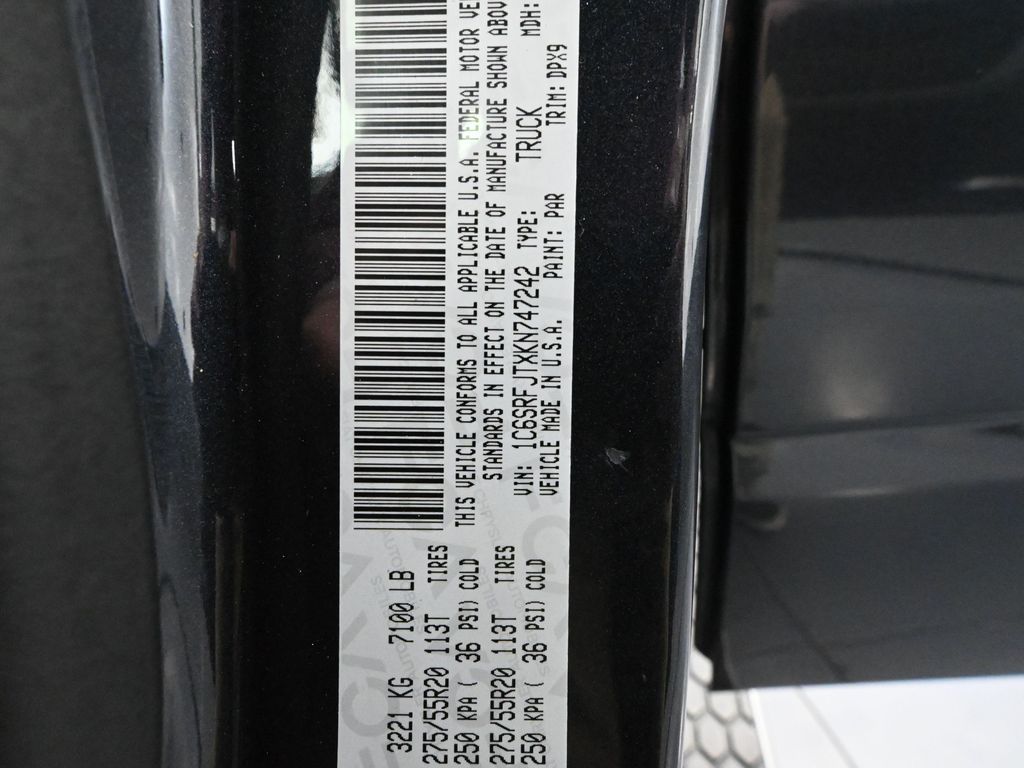 3221 KG 7100 LB
275/55R20 113T TIRES
250 KPA ( 36 PSI) COLD
275/55R20 113T TIRES
250 KPA ( 36 PSI) COLD
THIS VEHICLE CONFORMS TO ALL APPLICABLE U.S.A. FEDERAL MOTOR VE
STANDARDS IN EFFECT ON THE DATE OF MANUFACTURE SHOWN ABOV
VIN: 1C6SRFJTXKN747242 TYPE: TRUCK MDH:
VEHICLE MADE IN U.S.A. PAINT: PAR TRIM: DPX9